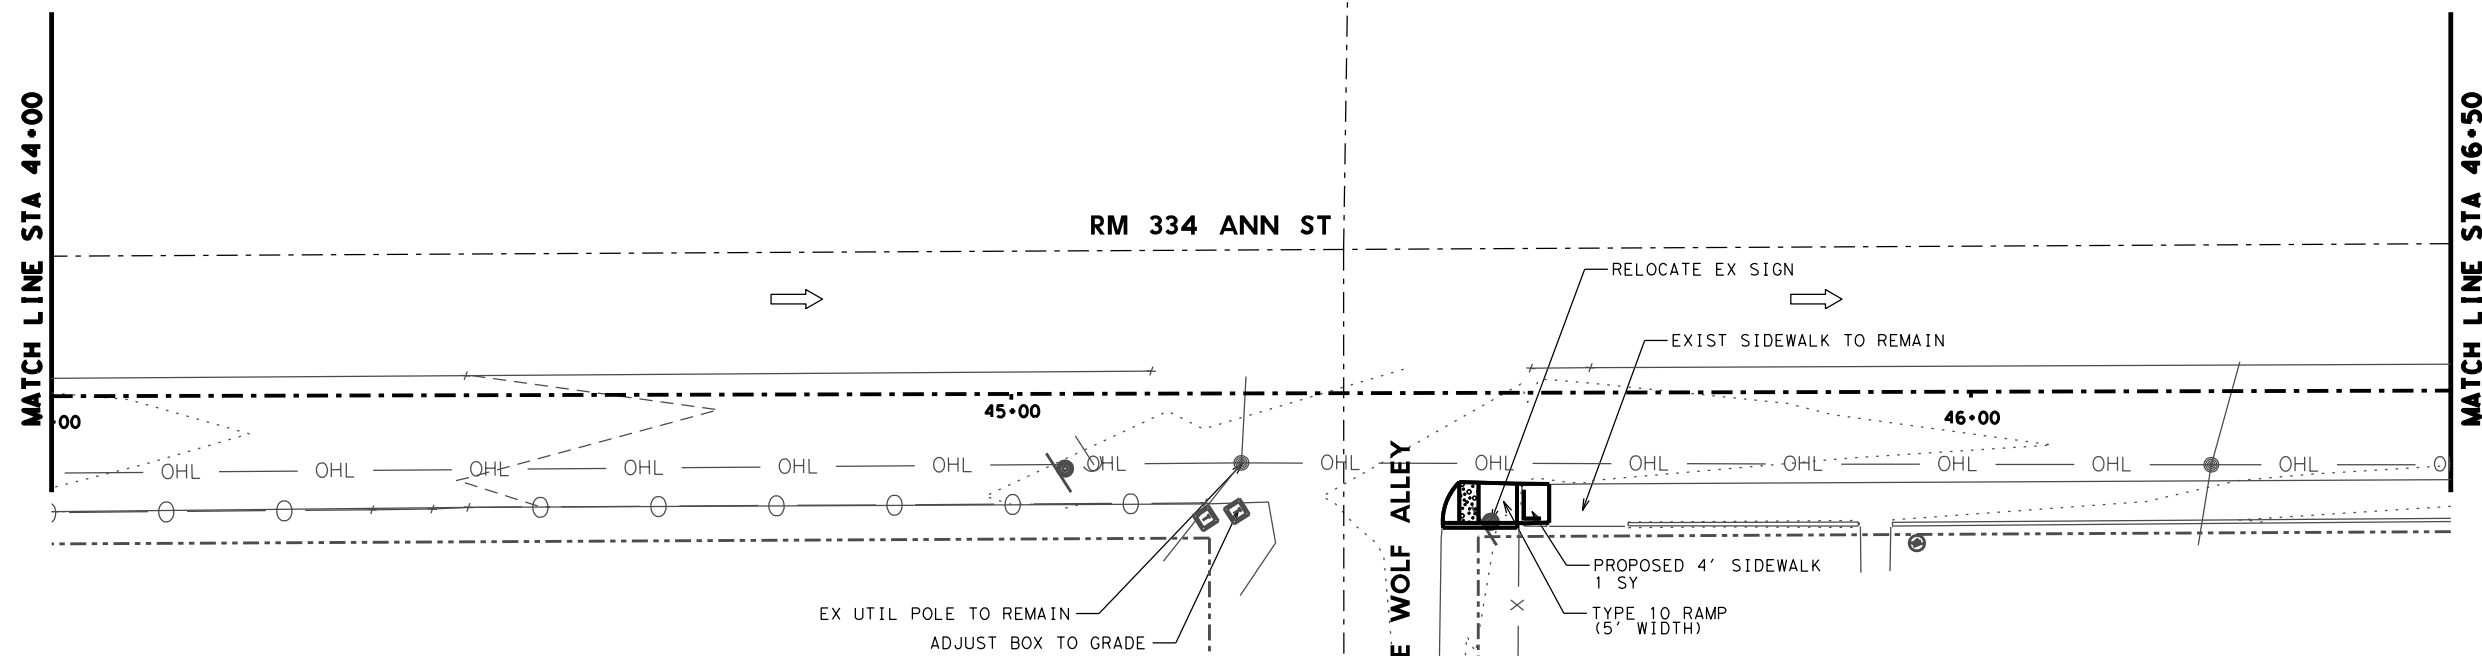 MATCH LINE STA 44+00
RM 334 ANN ST
RELOCATE EX SIGN
EXIST SIDEWALK TO REMAIN
MATCH LINE STA 46+50
00
45+00
46+00
OHL OHL OHL OHL OHL OHL OHL OHL OHL OHL OHL OHL OHL OHL O
E WOLF ALLEY
PROPOSED 4' SIDEWALK
1 SY
EX UTIL POLE TO REMAIN
TYPE 10 RAMP
(5' WIDTH)
ADJUST BOX TO GRADE
X